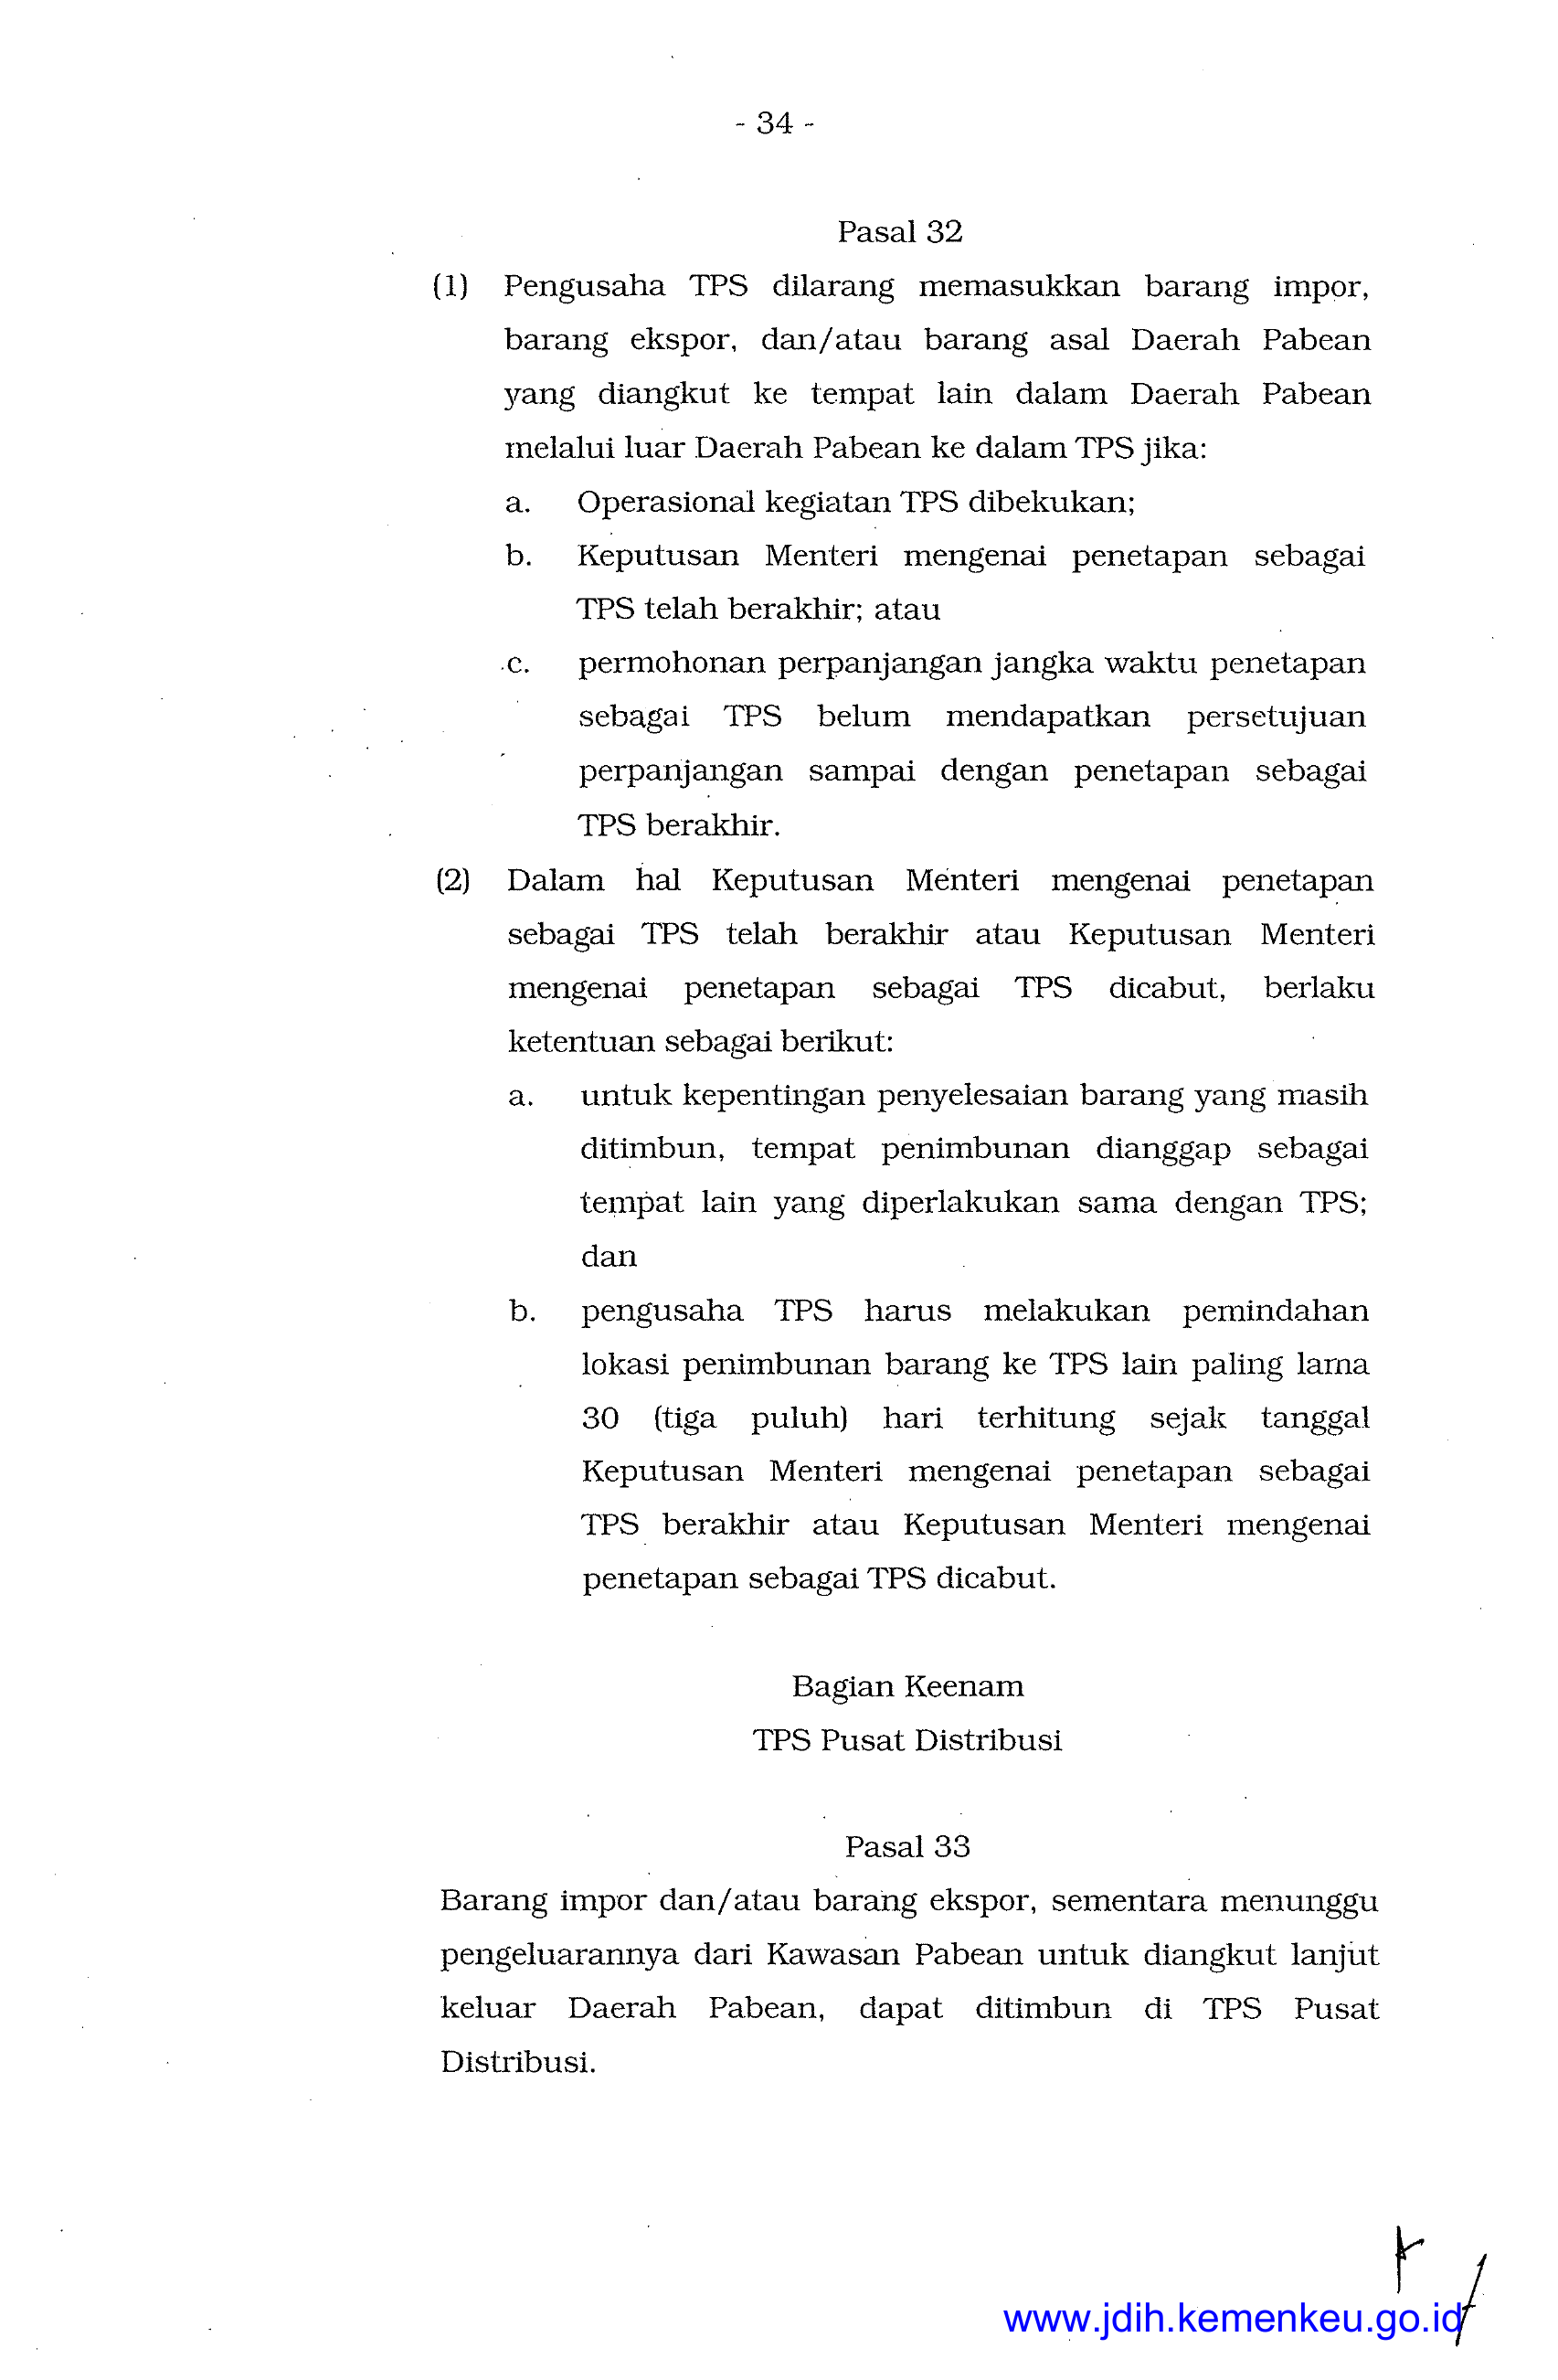 - 34 -
Pasal 32
(1) Pengusaha TPS dilarang memasukkan barang impor,
barang ekspor, dan/atau barang asal Daerah Pabean
yang diangkut ke tempat lain dalam Daerah Pabean
melalui luar Daerah Pabean ke dalam TPS jika:
a. Operasional kegiatan TPS dibekukan;
b. Keputusan Menteri mengenai penetapan sebagai
TPS telah berakhir; atau
c. permohonan perpanjangan jangka waktu penetapan
sebagai TPS belum mendapatkan persetujuan
perpanjangan sampai dengan penetapan sebagai
TPS berakhir.
(2) Dalam hal Keputusan Menteri mengenai penetapan
sebagai TPS telah berakhir atau Keputusan Menteri
mengenai penetapan sebagai TPS dicabut, berlaku
ketentuan sebagai berikut:
a. untuk kepentingan penyelesaian barang yang masih
ditimbun, tempat penimbunan dianggap sebagai
tempat lain yang diperlakukan sama dengan TPS;
dan
b. pengusaha TPS harus melakukan pemindahan
lokasi penimbunan barang ke TPS lain paling lama
30 (tiga puluh) hari terhitung sejak tanggal
Keputusan Menteri mengenai penetapan sebagai
TPS berakhir atau Keputusan Menteri mengenai
penetapan sebagai TPS dicabut.
Bagian Keenam
TPS Pusat Distribusi
Pasal 33
Barang impor dan/atau barang ekspor, sementara menunggu
pengeluarannya dari Kawasan Pabean untuk diangkut lanjut
keluar Daerah Pabean, dapat ditimbun di TPS Pusat
Distribusi.
www.jdih.kemenkeu.go.id